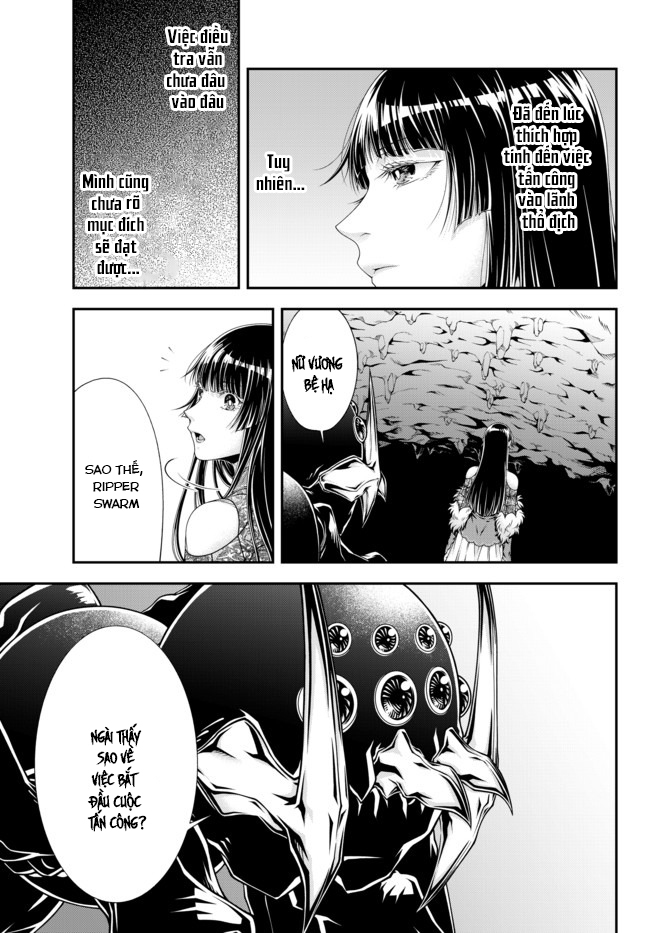 Đã đến lúc
thích hợp
tính đến việc
tấn công
vào lãnh
thổ địch
Tuy
nhiên...
Việc điều
tra vẫn
chưa đâu
vào đâu
Mình cũng
chưa rõ
mục đích
sẽ đạt
được...
NỮ VƯƠNG
BỆ HẠ
SAO THẾ,
RIPPER
SWARM
NGÀI THẤY
SAO VỀ
VIỆC BẮT
ĐẦU CUỘC
TẤN CÔNG?